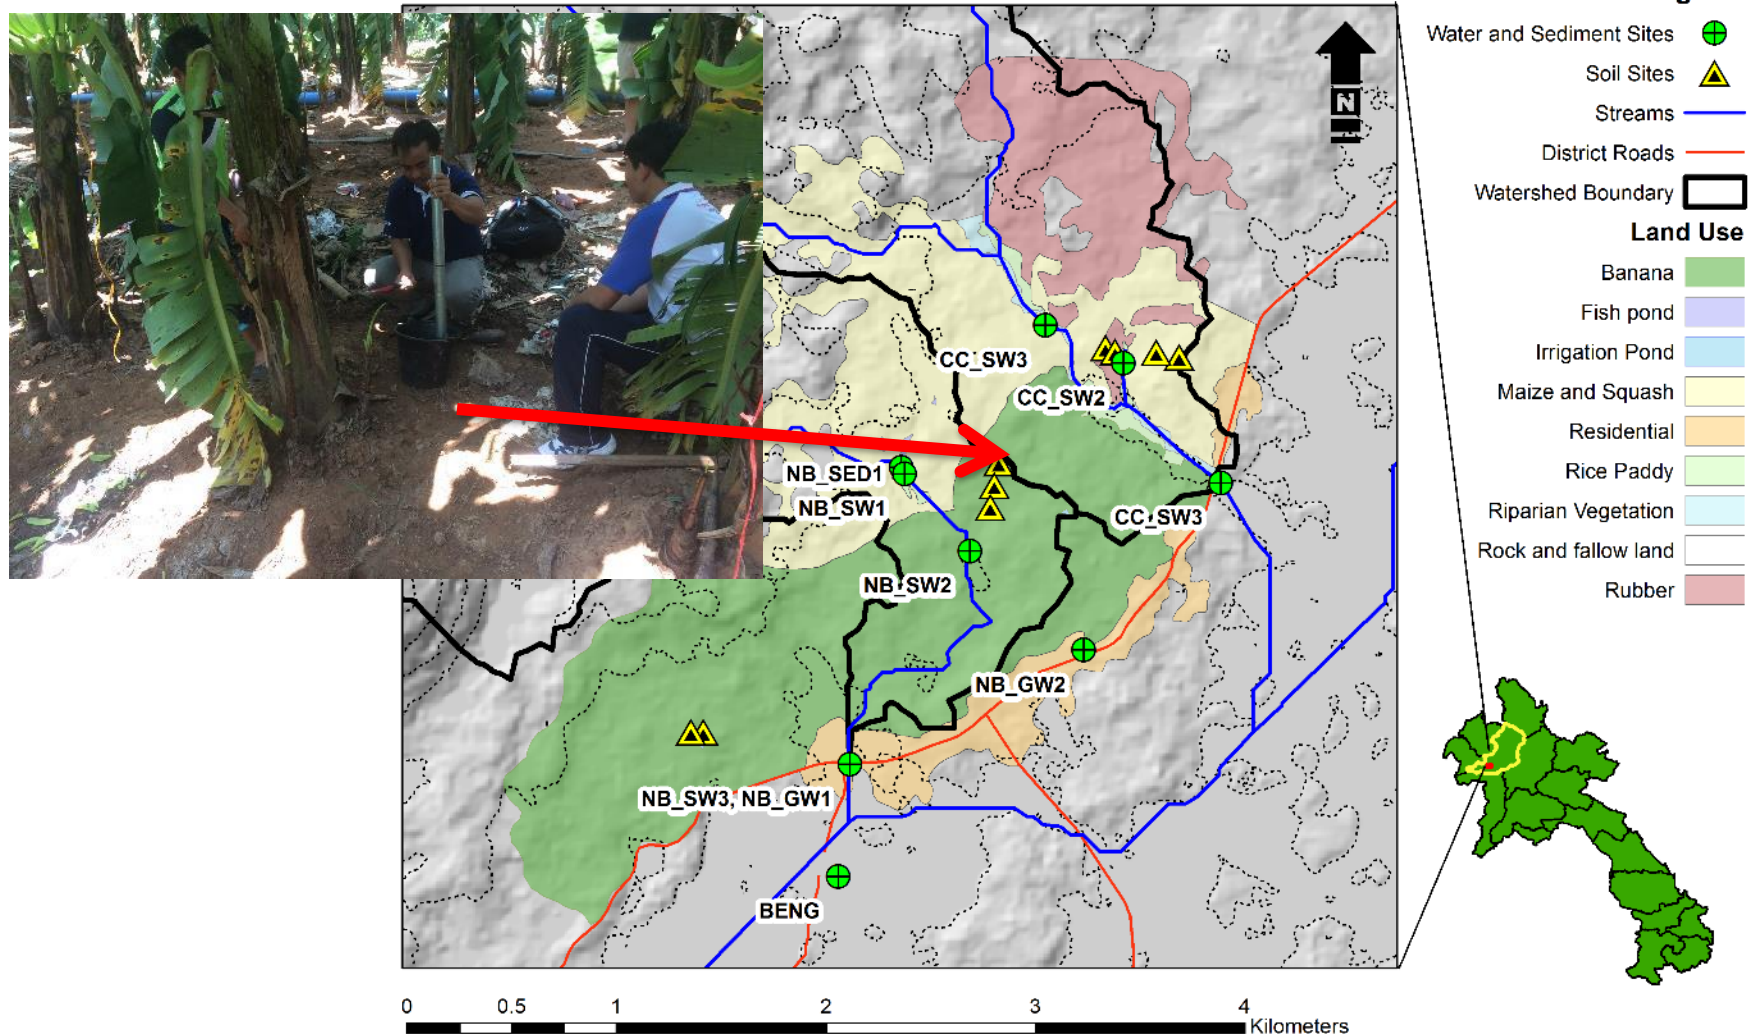 Water and Sediment Sites
Soil Sites
Streams
District Roads
Watershed Boundary
Land Use
Banana
Fish pond
Irrigation Pond
Maize and Squash
Residential
Rice Paddy
Riparian Vegetation
Rock and fallow land
Rubber
N
CC_SW3
CC_SW2
NB_SED1
NB_SW1
CC_SW3
NB_SW2
NB_GW2
NB_SW3, NB_GW1
BENG
0 0.5 1 2 3 4
Kilometers